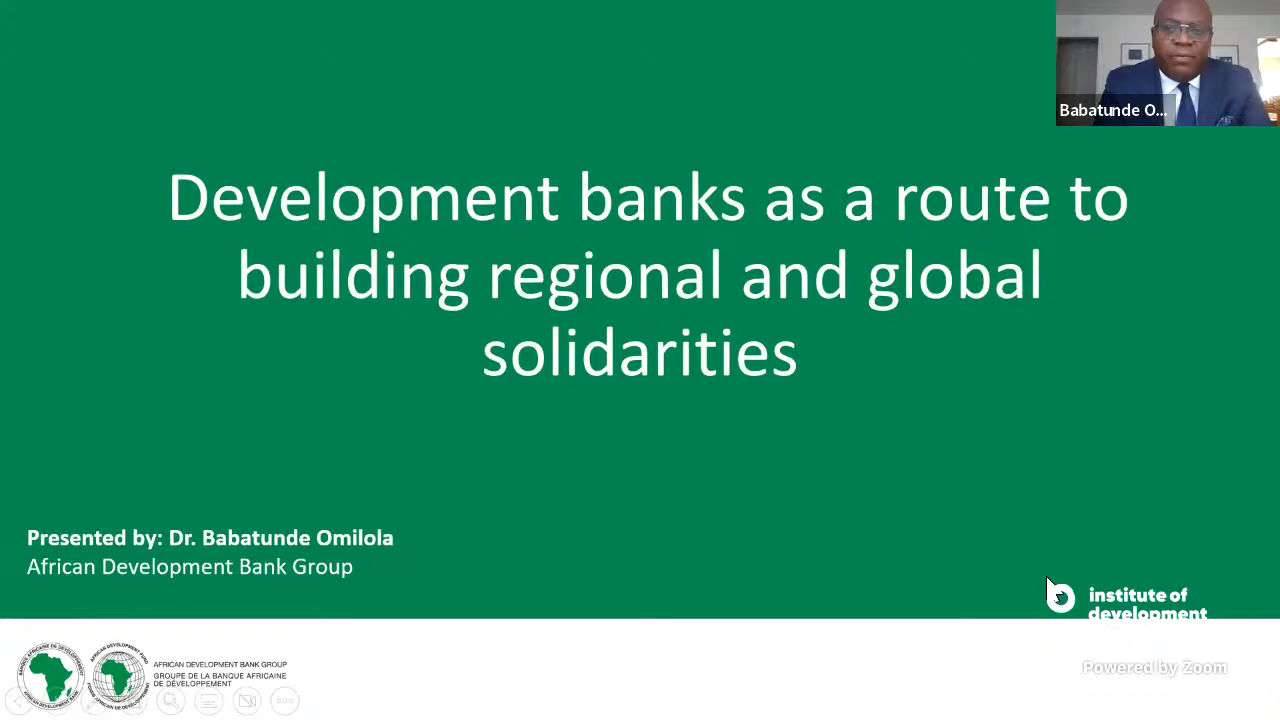 Babatunde O...
Development banks as a route to
building regional and global
solidarities
Presented by: Dr. Babatunde Omilola
African Development Bank Group
institute of
development
AFRICAN DEVELOPMENT BANK GROUP
GROUPE DE LA BANQUE AFRICAINE
DE DÉVELOPPEMENT
Powered by Zoom